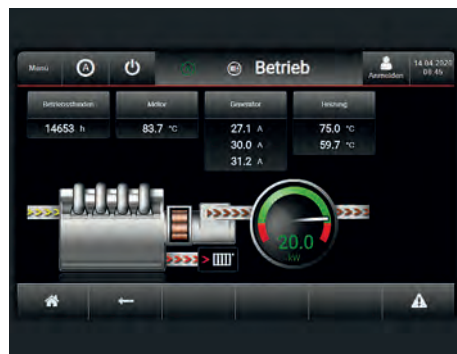 Menü
A
Betrieb
Anmelden
14.04.2020
08:45
Betriebsstunden
Motor
Generator
Heizung
14653 h
83.7 °C
27.1 A
75.0 °C
30.0 A
59.7 °C
31.2 A
20.0
kW